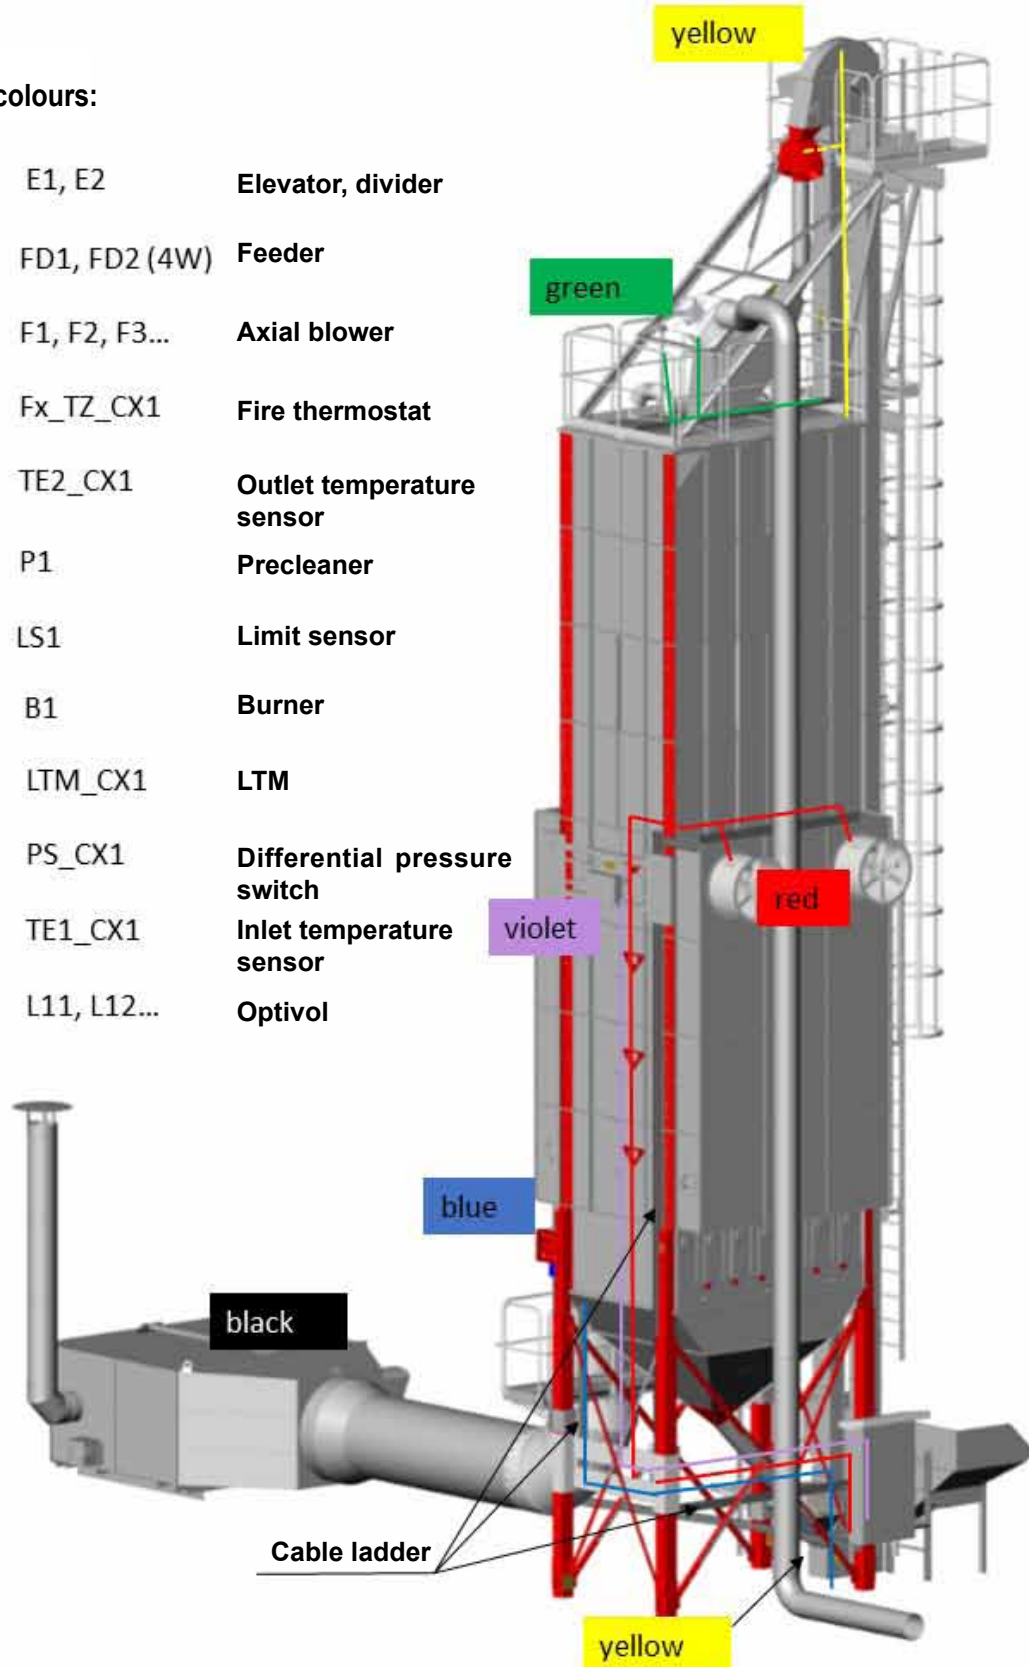 yellow
colours:
E1, E2 Elevator, divider
FD1, FD2 (4W) Feeder
green
F1, F2, F3... Axial blower
Fx_TZ_CX1 Fire thermostat
TE2_CX1 Outlet temperature
sensor
P1 Precleaner
LS1 Limit sensor
B1 Burner
LTM_CX1 LTM
PS_CX1 Differential pressure
switch
red
TE1_CX1 Inlet temperature
sensor
violet
L11, L12... Optivol
blue
black
Cable ladder
yellow